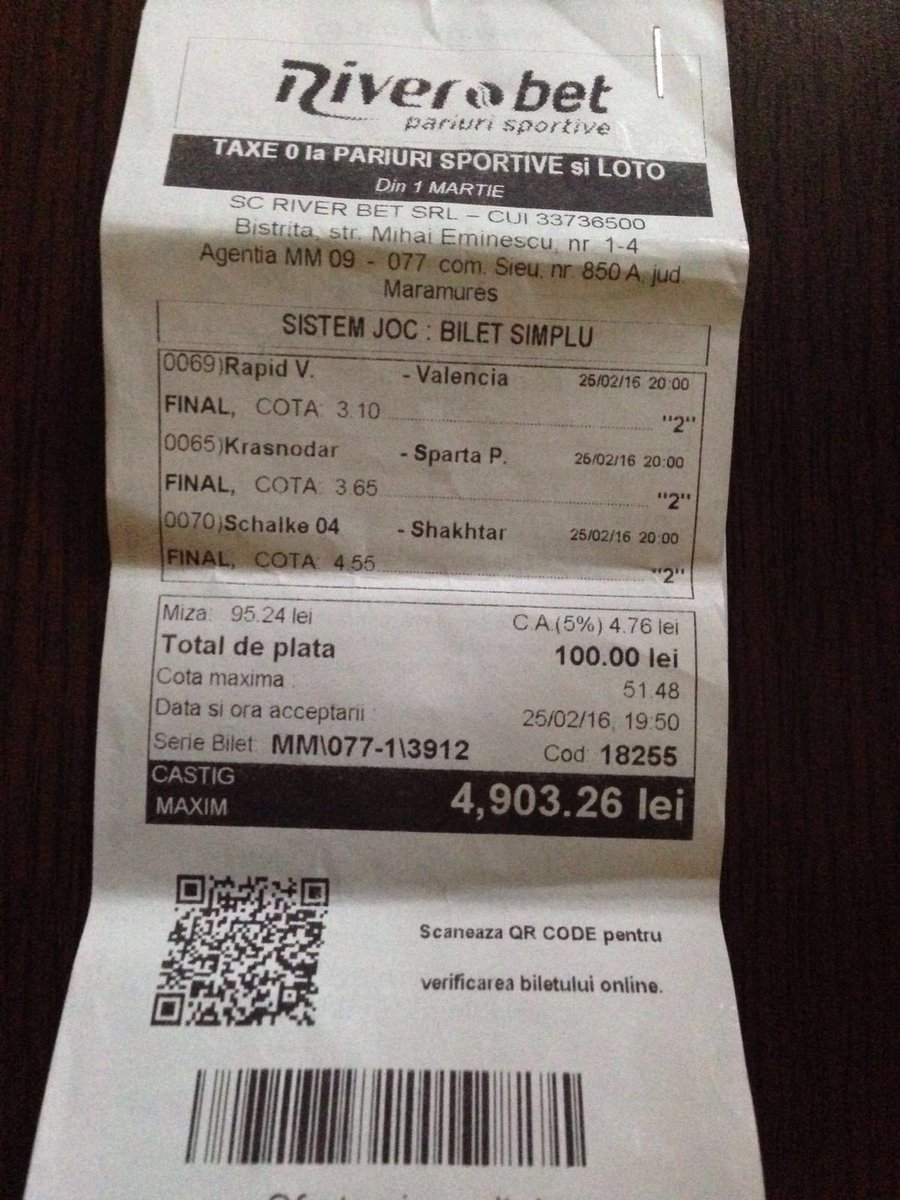 River bet
pariuri sportive
TAXE 0 la PARIURI SPORTIVE si LOTO
Din 1 MARTIE
SC RIVER BET SRL – CUI 33736500
Bistrita, str. Mihai Eminescu, nr. 1-4
Agentia MM 09 - 077 com. Sieu, nr. 850 A, jud.
Maramures
SISTEM JOC : BILET SIMPLU
0069)Rapid V. - Valencia 25/02/16 20:00
FINAL, COTA: 3.10 "2"
0065)Krasnodar - Sparta P. 25/02/16 20:00
FINAL, COTA: 3.65 "2"
0070)Schalke 04 - Shakhtar 25/02/16 20:00
FINAL, COTA: 4.55 "2"
Miza: 95.24 lei C.A.(5%) 4.76 lei
Total de plata 100.00 lei
Cota maxima : 51.48
Data si ora acceptarii : 25/02/16, 19:50
Serie Bilet: MM\077-1\3912 Cod: 18255
CASTIG
MAXIM 4,903.26 lei
Scaneaza QR CODE pentru
verificarea biletului online.